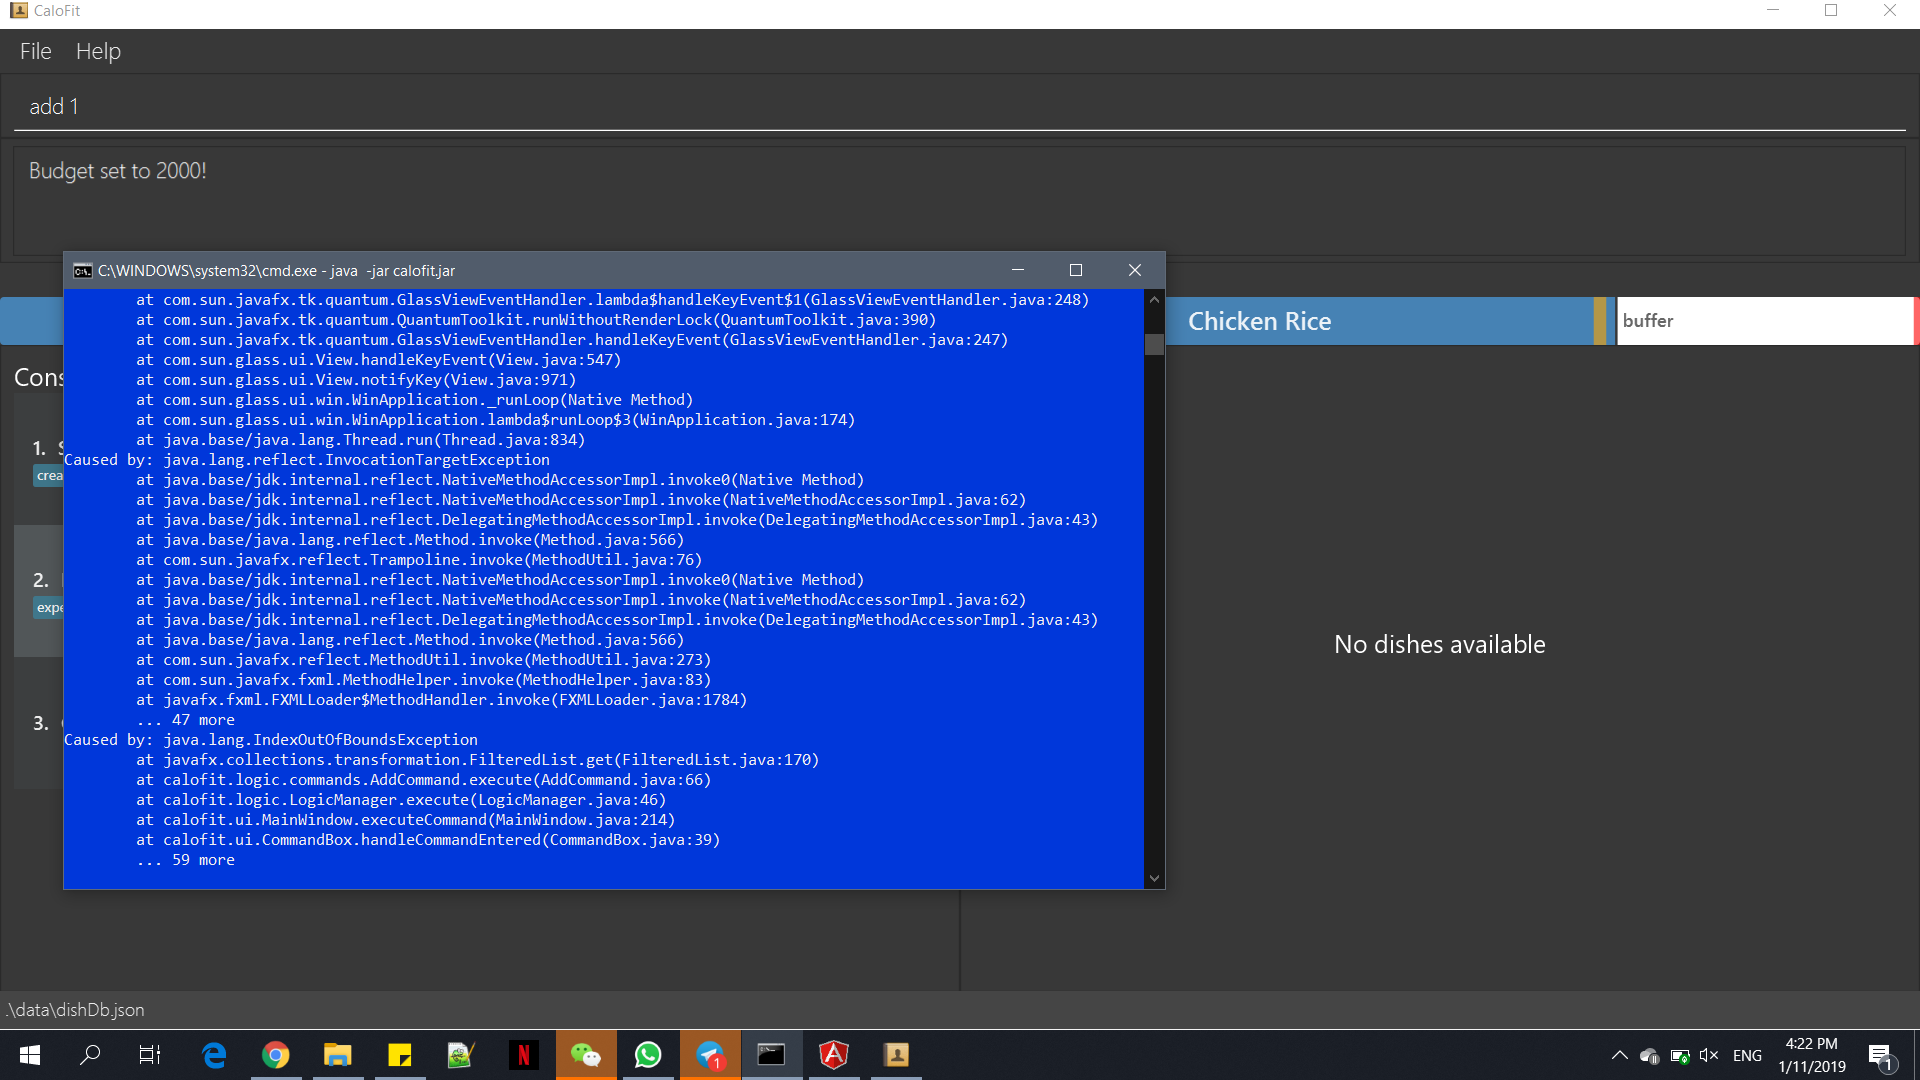 CaloFit
File Help
add 1
Budget set to 2000!
C:\WINDOWS\system32\cmd.exe - java  -jar calofit.jar
at com.sun.javafx.tk.quantum.GlassViewEventHandler.lambda$handleKeyEvent$1(GlassViewEventHandler.java:248)
at com.sun.javafx.tk.quantum.QuantumToolkit.runWithoutRenderLock(QuantumToolkit.java:390)
at com.sun.javafx.tk.quantum.GlassViewEventHandler.handleKeyEvent(GlassViewEventHandler.java:247)
at com.sun.glass.ui.View.handleKeyEvent(View.java:547)
at com.sun.glass.ui.View.notifyKey(View.java:971)
at com.sun.glass.ui.win.WinApplication._runLoop(Native Method)
at com.sun.glass.ui.win.WinApplication.lambda$runLoop$3(WinApplication.java:174)
at java.base/java.lang.Thread.run(Thread.java:834)
Caused by: java.lang.reflect.InvocationTargetException
at java.base/jdk.internal.reflect.NativeMethodAccessorImpl.invoke0(Native Method)
at java.base/jdk.internal.reflect.NativeMethodAccessorImpl.invoke(NativeMethodAccessorImpl.java:62)
at java.base/jdk.internal.reflect.DelegatingMethodAccessorImpl.invoke(DelegatingMethodAccessorImpl.java:43)
at java.base/java.lang.reflect.Method.invoke(Method.java:566)
at com.sun.javafx.reflect.Trampoline.invoke(MethodUtil.java:76)
at java.base/jdk.internal.reflect.NativeMethodAccessorImpl.invoke0(Native Method)
at java.base/jdk.internal.reflect.NativeMethodAccessorImpl.invoke(NativeMethodAccessorImpl.java:62)
at java.base/jdk.internal.reflect.DelegatingMethodAccessorImpl.invoke(DelegatingMethodAccessorImpl.java:43)
at java.base/java.lang.reflect.Method.invoke(Method.java:566)
at com.sun.javafx.reflect.MethodUtil.invoke(MethodUtil.java:273)
at com.sun.javafx.fxml.MethodHelper.invoke(MethodHelper.java:83)
at javafx.fxml.FXMLLoader$MethodHandler.invoke(FXMLLoader.java:1784)
... 47 more
Caused by: java.lang.IndexOutOfBoundsException
at javafx.collections.transformation.FilteredList.get(FilteredList.java:170)
at calofit.logic.commands.AddCommand.execute(AddCommand.java:66)
at calofit.logic.LogicManager.execute(LogicManager.java:46)
at calofit.ui.MainWindow.executeCommand(MainWindow.java:214)
at calofit.ui.CommandBox.handleCommandEntered(CommandBox.java:39)
... 59 more
Chicken Rice
buffer
Cons
1. S
crea
2.
expe
3.
No dishes available
.\data\dishDb.json
ENG
4:22 PM
1/11/2019
1
1